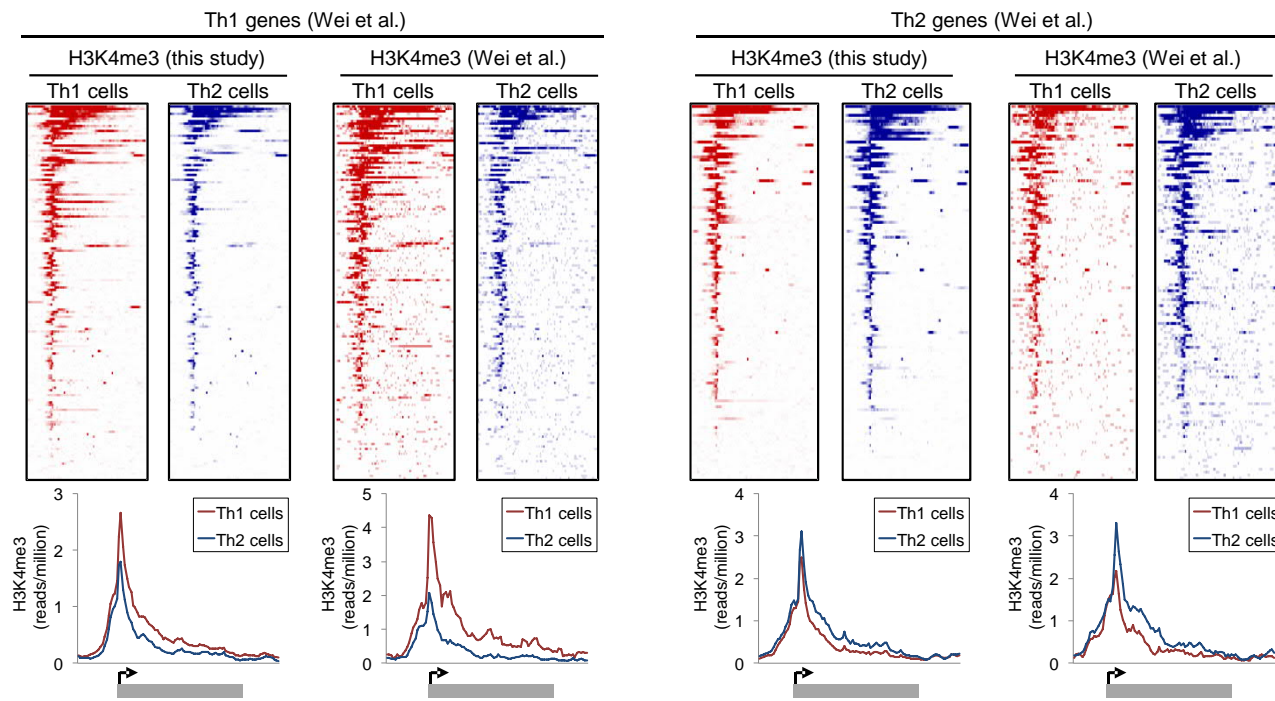 Th1 genes (Wei et al.)
H3K4me3 (this study)
H3K4me3 (Wei et al.)
Th1 cells
Th2 cells
Th1 cells
Th2 cells
3
2
1
0
H3K4me3
(reads/million)
Th1 cells
Th2 cells
5
4
3
2
1
0
H3K4me3
(reads/million)
Th1 cells
Th2 cells
Th2 genes (Wei et al.)
H3K4me3 (this study)
H3K4me3 (Wei et al.)
Th1 cells
Th2 cells
Th1 cells
Th2 cells
4
3
2
1
0
H3K4me3
(reads/million)
Th1 cells
Th2 cells
4
3
2
1
0
H3K4me3
(reads/million)
Th1 cells
Th2 cells